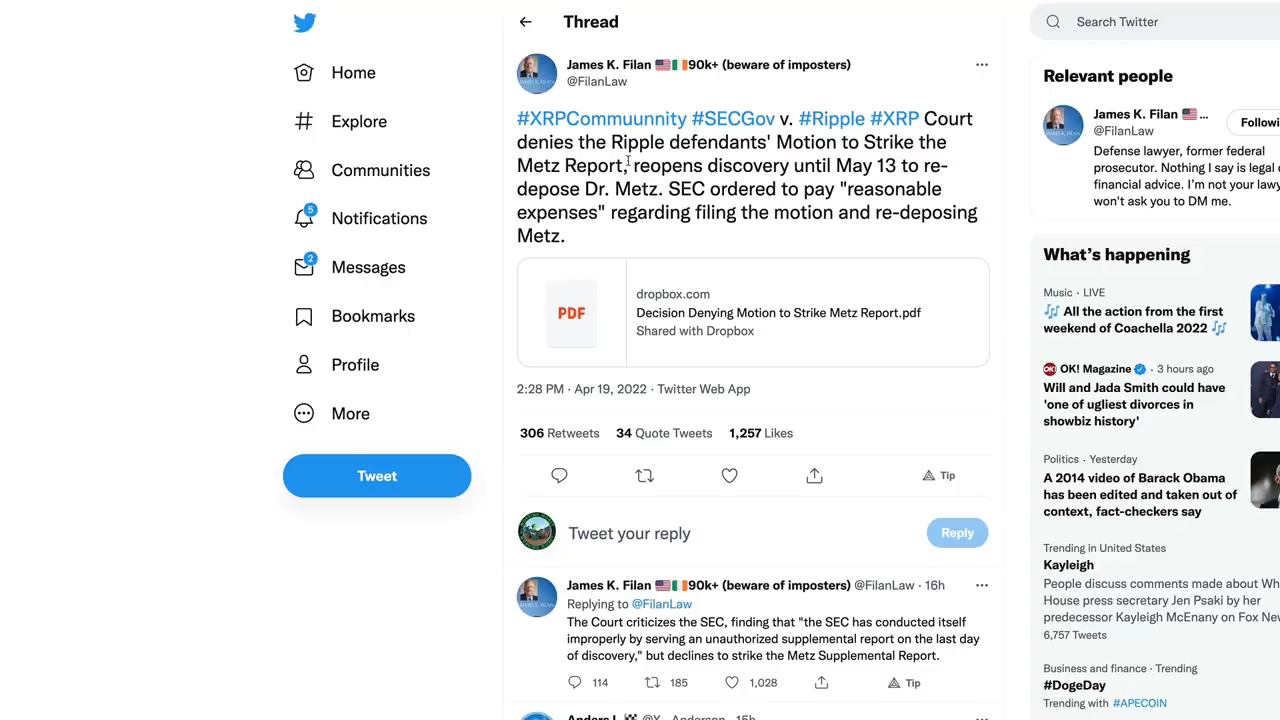 Home
Explore
Communities
5
Notifications
2
Messages
Bookmarks
Profile
More
Tweet
Thread
James K. Filan 🇺🇸🇮🇪90k+ (beware of imposters)
@FilanLaw
#XRPCommuunnity #SECGov v. #Ripple #XRP Court
denies the Ripple defendants' Motion to Strike the
Metz Report, reopens discovery until May 13 to re-
depose Dr. Metz. SEC ordered to pay "reasonable
expenses" regarding filing the motion and re-deposing
Metz.
PDF
dropbox.com
Decision Denying Motion to Strike Metz Report.pdf
Shared with Dropbox
2:28 PM · Apr 19, 2022 · Twitter Web App
306 Retweets 34 Quote Tweets 1,257 Likes
Tip
Tweet your reply
Reply
James K. Filan 🇺🇸🇮🇪90k+ (beware of imposters) @FilanLaw · 16h
Replying to @FilanLaw
The Court criticizes the SEC, finding that "the SEC has conducted itself
improperly by serving an unauthorized supplemental report on the last day
of discovery," but declines to strike the Metz Supplemental Report.
114 185 1,028 Tip
Search Twitter
Relevant people
James K. Filan 🇺🇸 ...
@FilanLaw
Followi
Defense lawyer, former federal
prosecutor. Nothing I say is legal o
financial advice. I'm not your lawy
won't ask you to DM me.
What's happening
Music · LIVE
🎶 All the action from the first
weekend of Coachella 2022 🎶
OK! OK! Magazine · 3 hours ago
Will and Jada Smith could have
'one of ugliest divorces in
showbiz history'
Politics · Yesterday
A 2014 video of Barack Obama
has been edited and taken out of
context, fact-checkers say
Trending in United States
Kayleigh
People discuss comments made about Wh
House press secretary Jen Psaki by her
predecessor Kayleigh McEnany on Fox New
6,757 Tweets
Business and finance · Trending
#DogeDay
Trending with #APECOIN